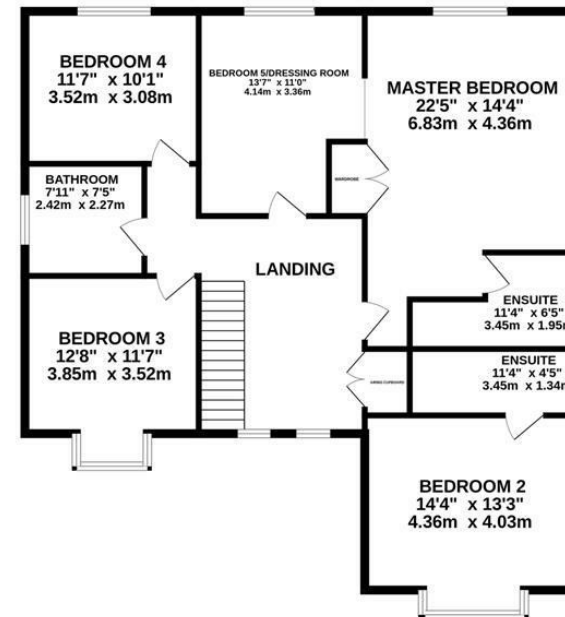 BEDROOM 4
11'7" x 10'1"
3.52m x 3.08m
BEDROOM 5/DRESSING ROOM
13'7" x 11'0"
4.14m x 3.36m
MASTER BEDROOM
22'5" x 14'4"
6.83m x 4.36m
WARDROBE
BATHROOM
7'11" x 7'5"
2.42m x 2.27m
LANDING
ENSUITE
11'4" x 6'5"
3.45m x 1.95m
BEDROOM 3
12'8" x 11'7"
3.85m x 3.52m
ENSUITE
11'4" x 4'5"
3.45m x 1.34m
AIRING CUPBOARD
BEDROOM 2
14'4" x 13'3"
4.36m x 4.03m